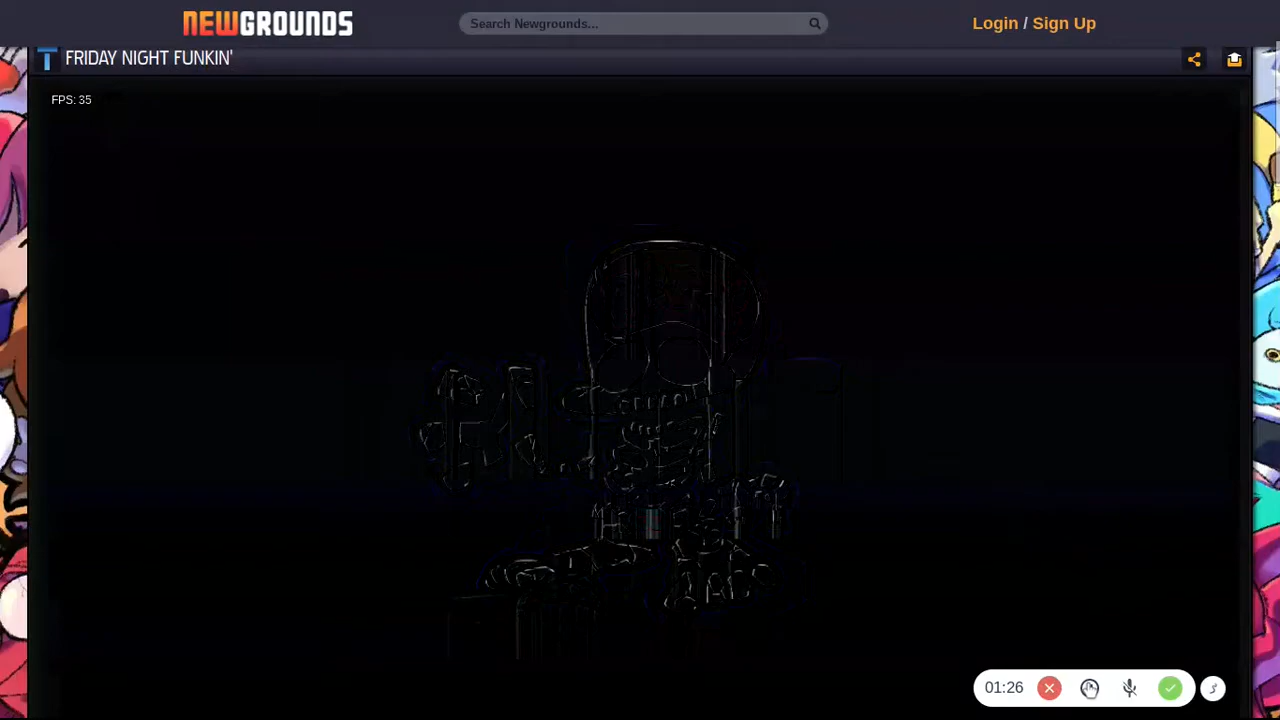 NEWGROUNDS
Search Newgrounds...
Login / Sign Up
FRIDAY NIGHT FUNKIN'
FPS: 35
01:26